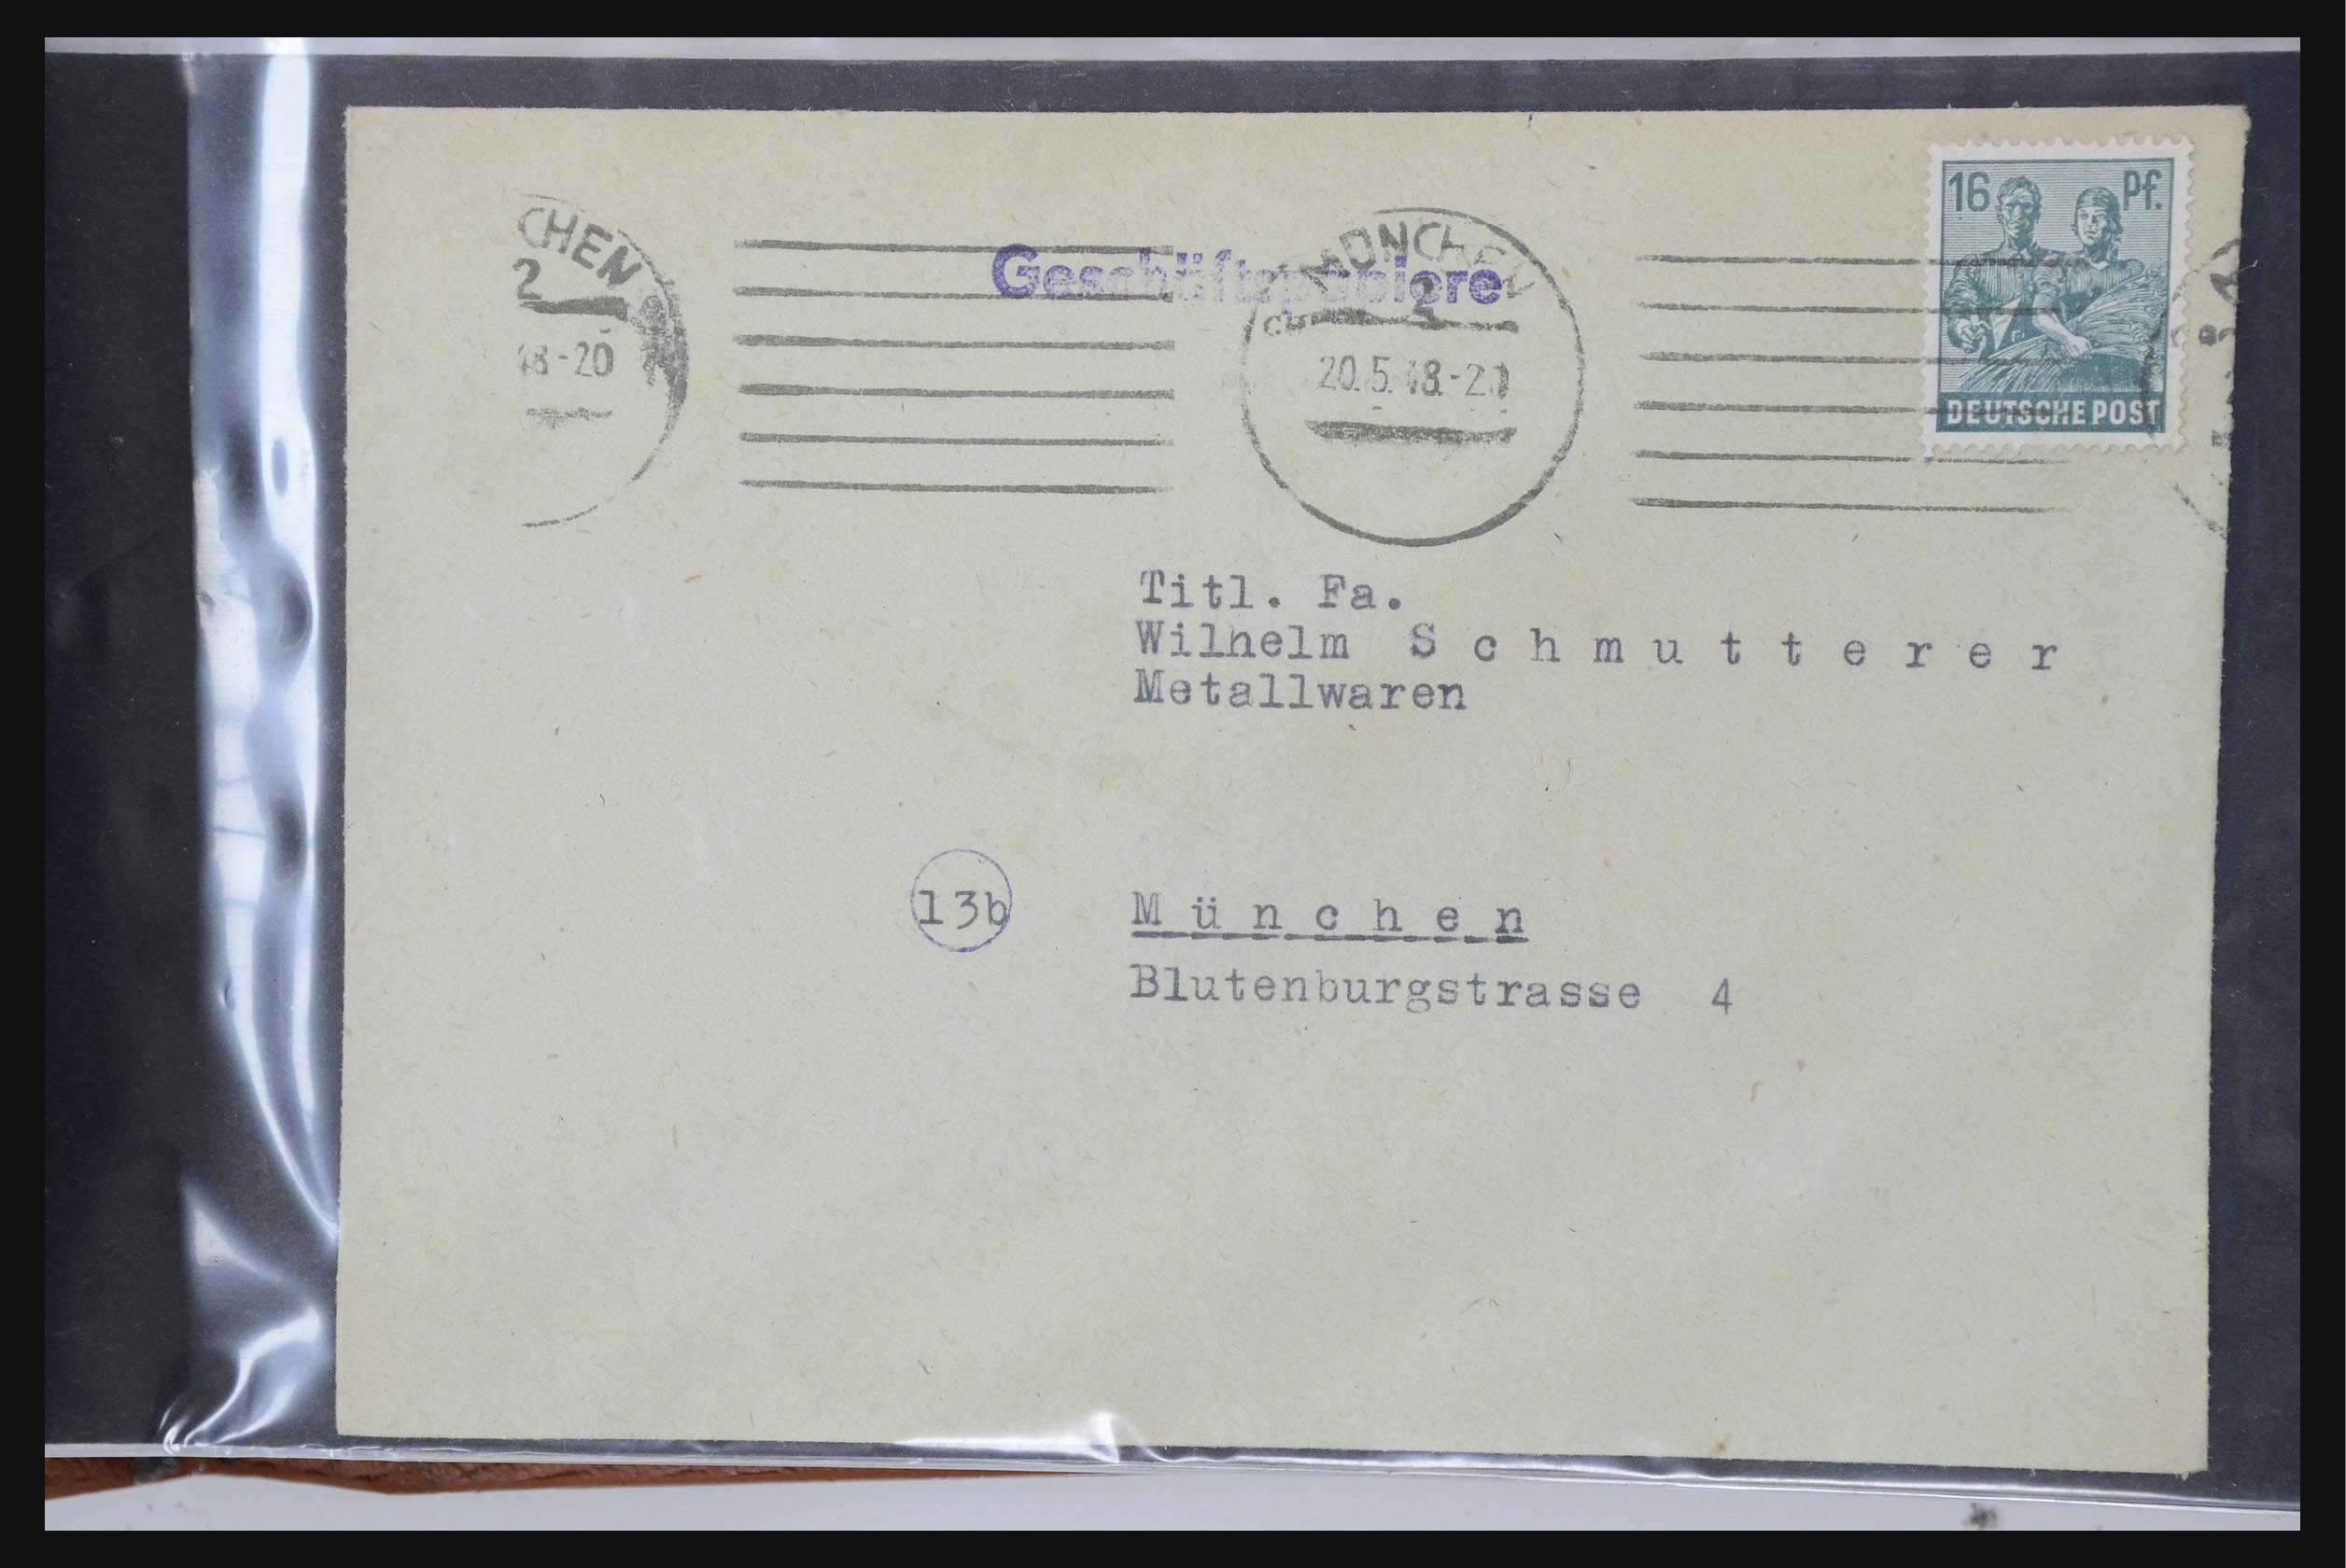 16 Pf.
DEUTSCHE POST
CHEN
2
48-20
Geschäftspapiere
MÜNCHEN
2
20.5.48.-20
Titl. Fa.
Wilhelm S c h m u t t e r e r
Metallwaren
13b
M ü n c h e n
Blutenburgstrasse 4